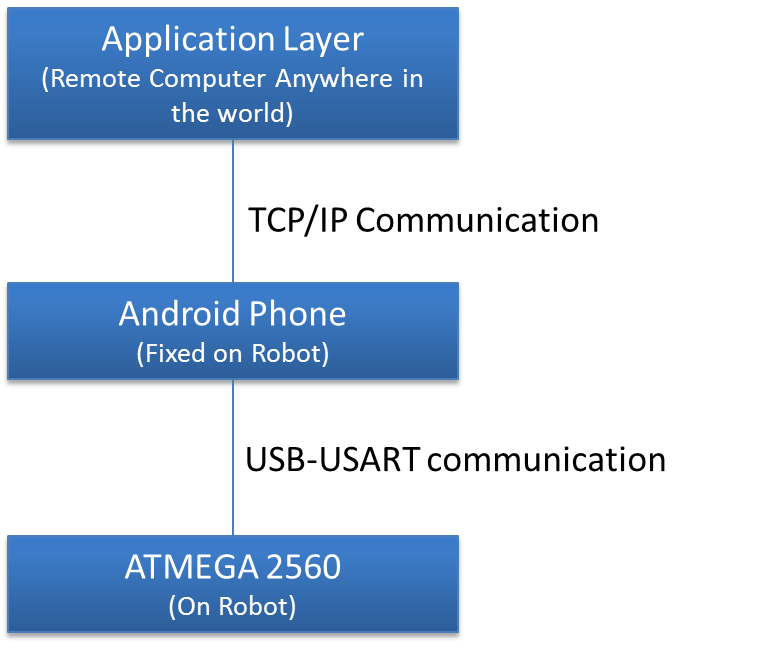 Application Layer
(Remote Computer Anywhere in
the world)
TCP/IP Communication
Android Phone
(Fixed on Robot)
USB-USART communication
ATMEGA 2560
(On Robot)